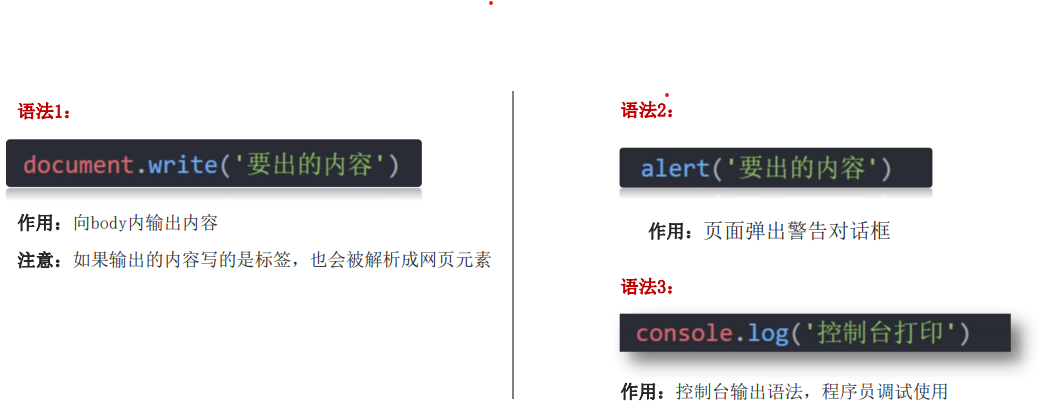 语法1：
document.write('要出的内容')
作用：向body内输出内容
注意：如果输出的内容写的是标签，也会被解析成网页元素
语法2：
alert('要出的内容')
作用：页面弹出警告对话框
语法3：
console.log('控制台打印')
作用：控制台输出语法，程序员调试使用